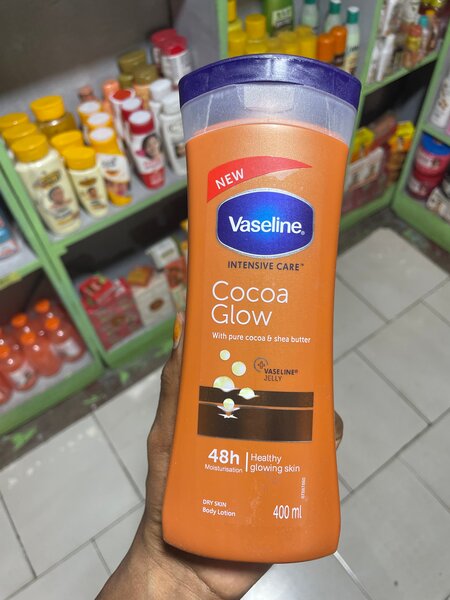 NEW
Vaseline®
INTENSIVE CARE™
Cocoa
Glow
With pure cocoa & shea butter
VASELINE®
JELLY
48h
Moisturisation
Healthy
glowing skin
DRY SKIN
Body Lotion
400 ml